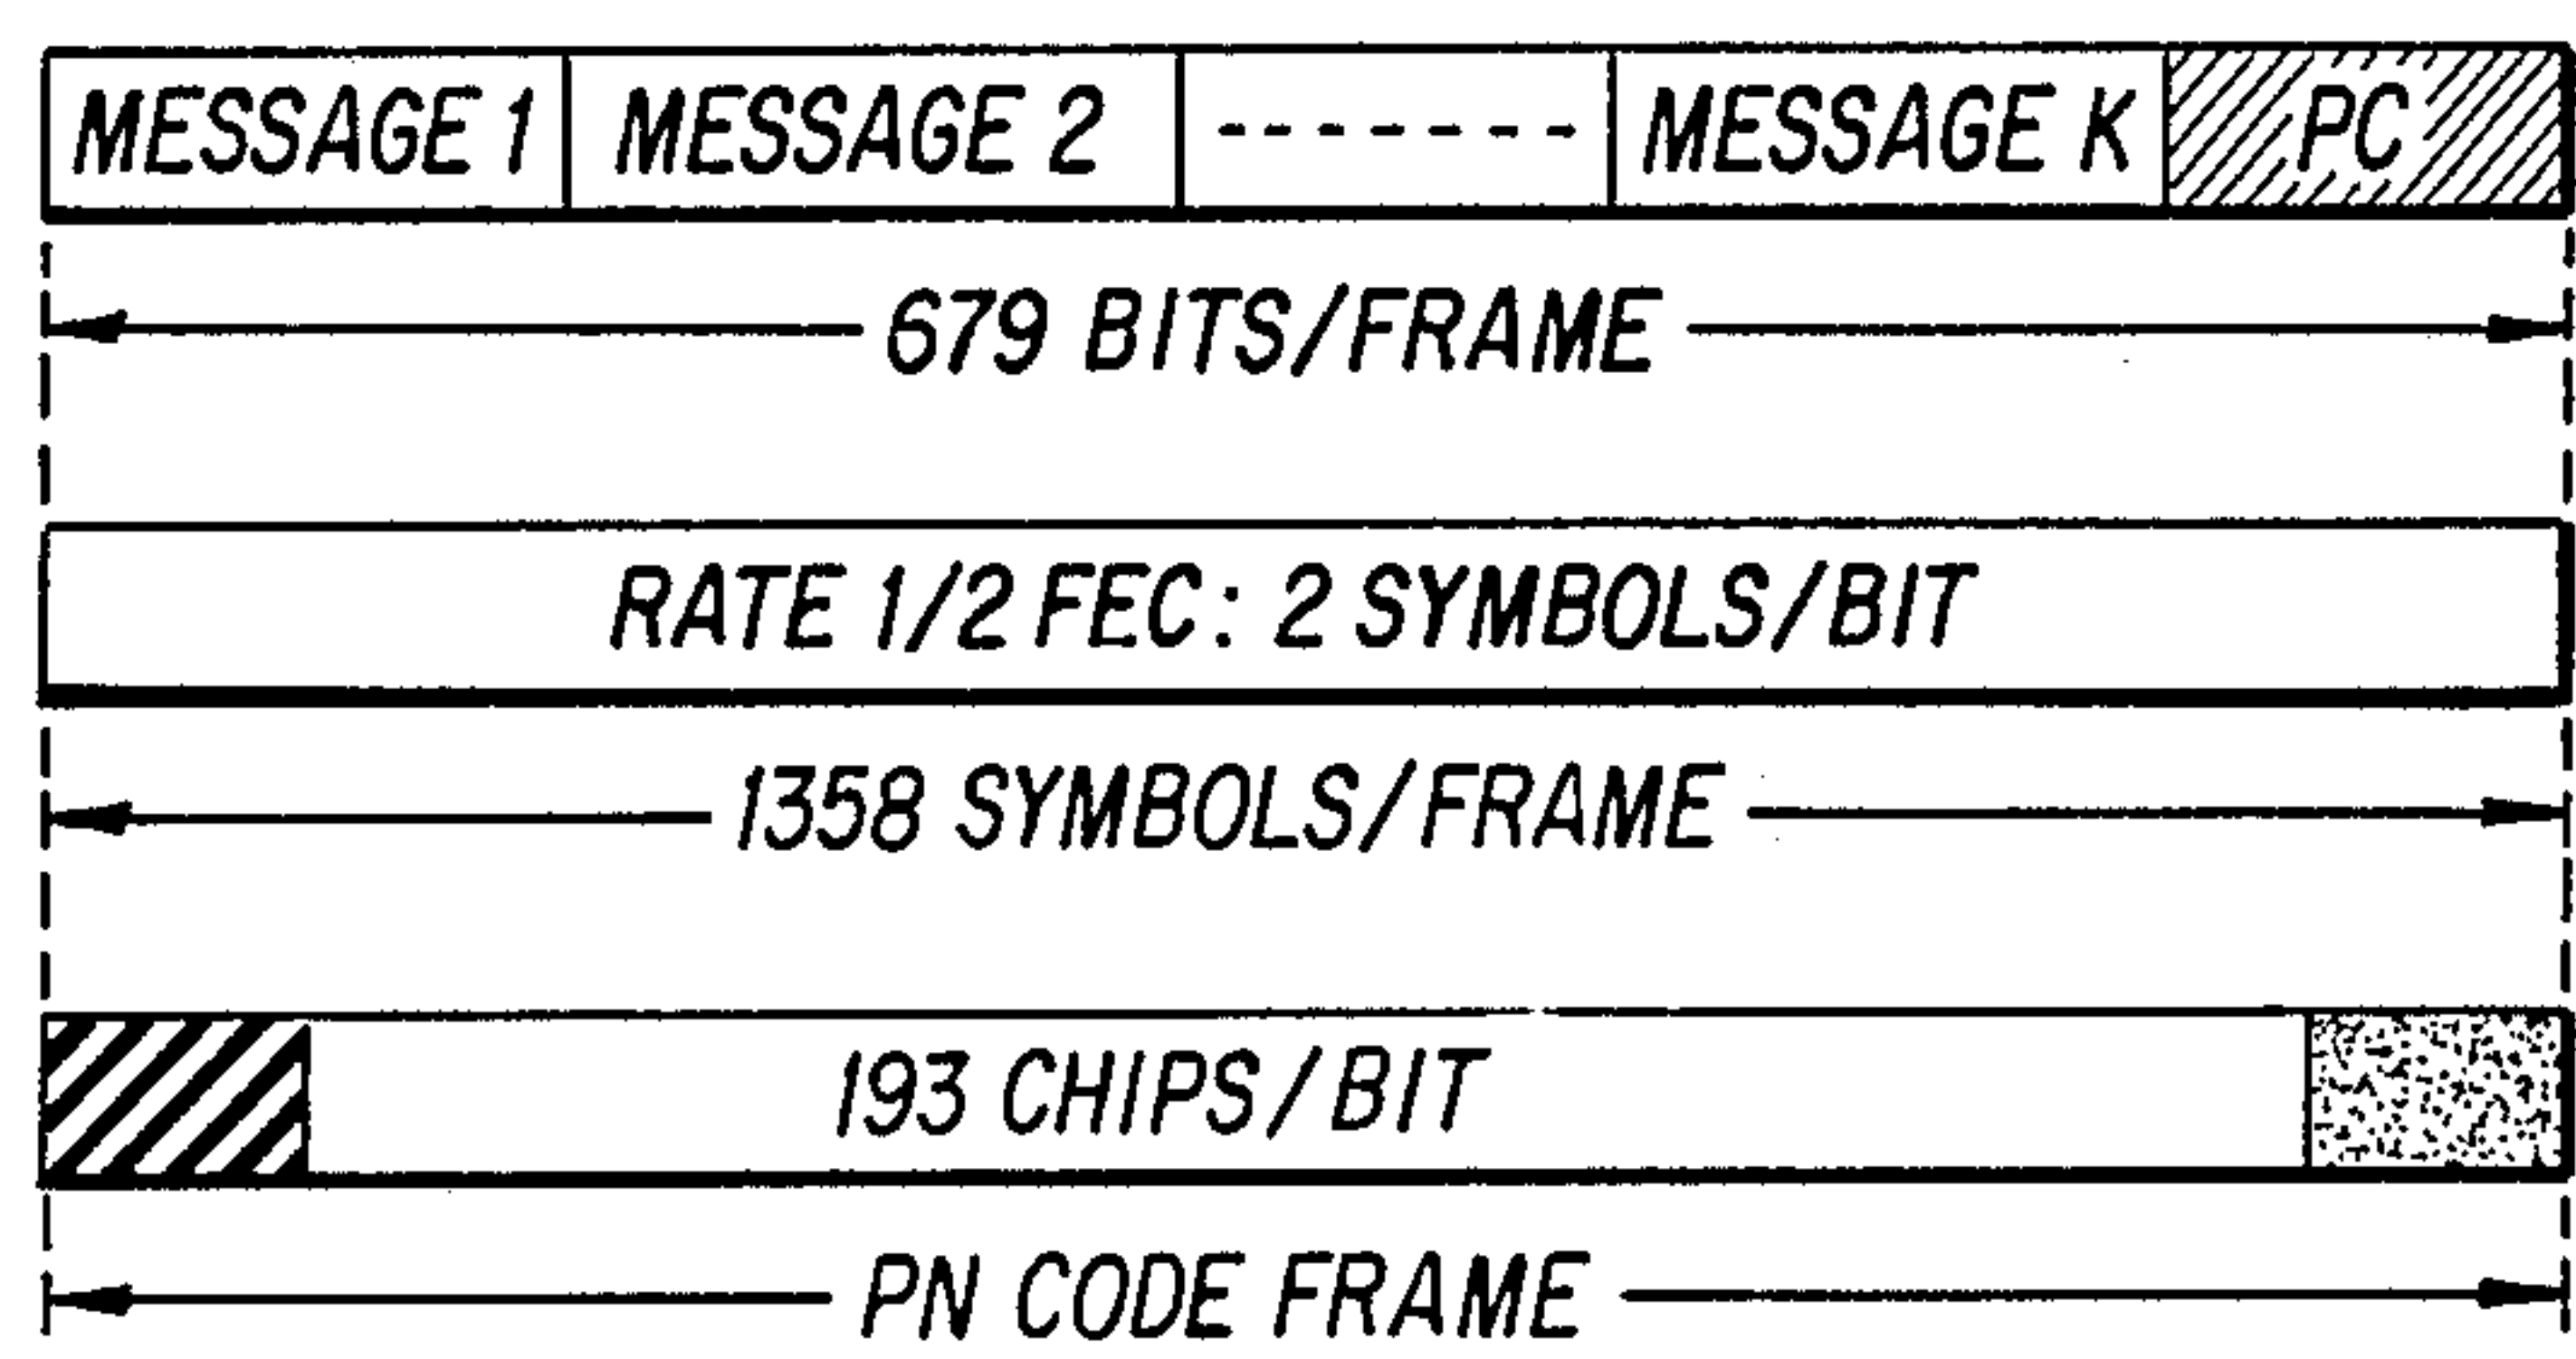 MESSAGE 1 MESSAGE 2 ------- MESSAGE K PC
679 BITS/FRAME
RATE 1/2 FEC: 2 SYMBOLS/BIT
1358 SYMBOLS/FRAME
193 CHIPS/BIT
PN CODE FRAME